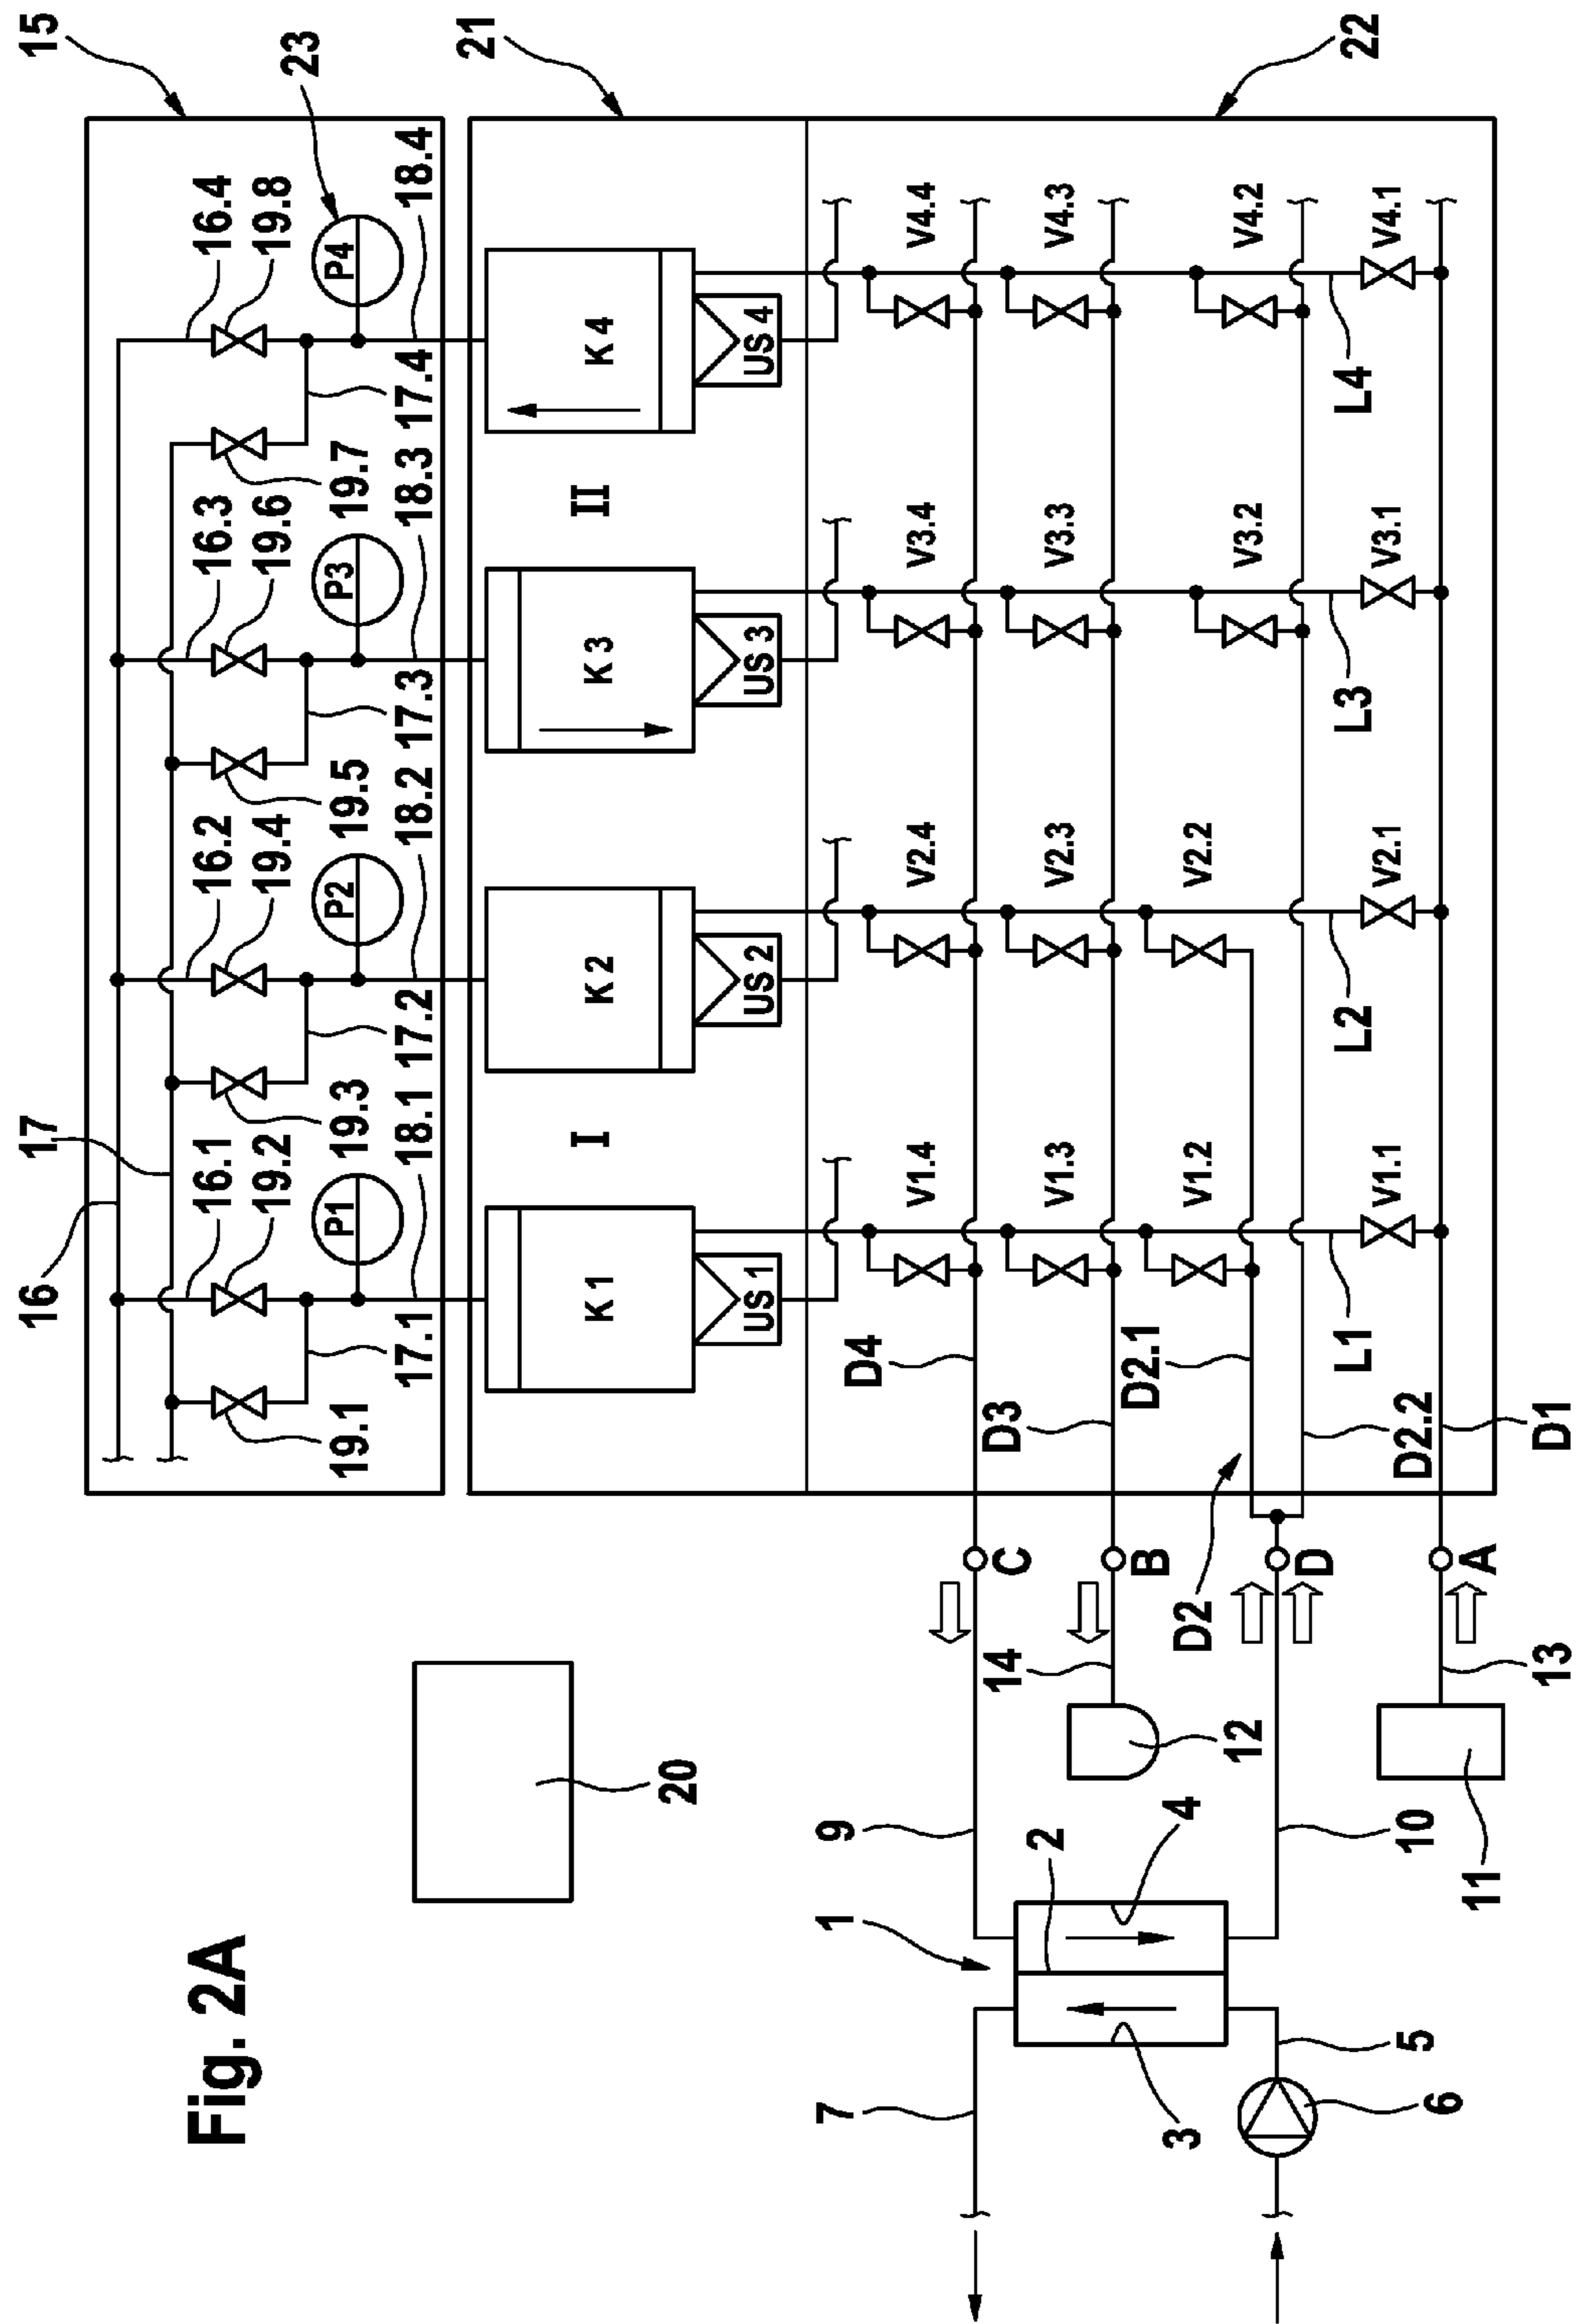 Fig. 2A
15
16
17
23
16.1
16.2
16.3
16.4
19.2
19.4
19.6
19.8
P1
P2
P3
P4
19.1
19.3
19.5
19.7
17.1
18.1
17.2
18.2
17.3
18.3
17.4
18.4
21
20
I
II
K 1
K 2
K 3
K 4
US 1
US 2
US 3
US 4
7
1
9
D4
V1.4
V2.4
V3.4
V4.4
C
D3
2
14
B
V1.3
V2.3
V3.3
V4.3
D2.1
3
4
12
D2
V1.2
V2.2
V3.2
V4.2
D
22
L1
L2
L3
L4
5
10
D2.2
V1.1
V2.1
V3.1
V4.1
6
11
A
13
D1